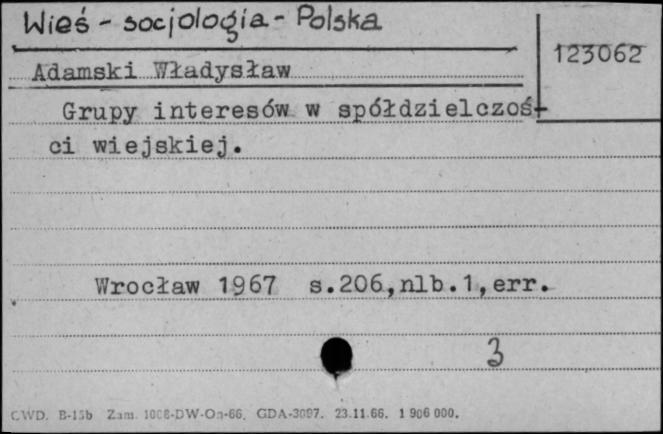 Wieś - socjologia - Polska
123062
Adamski Władysław
Grupy interesów w spółdzielczoś-
ci wiejskiej.
Wrocław 1967 s.206,nlb.1,err.
3
CWD. B-15b Zam. 1008-DW-On-66. GDA-3097. 23.11.66. 1 906 000.